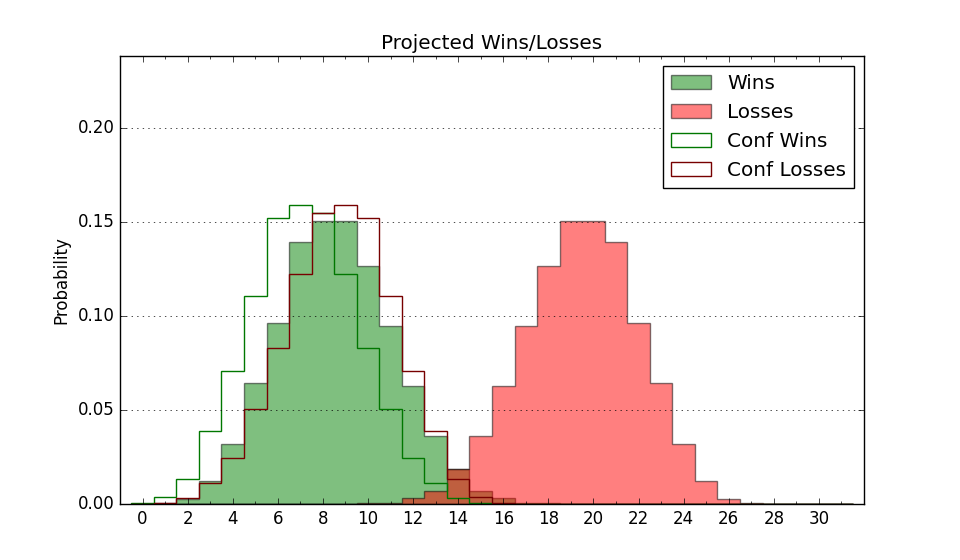 Projected Wins/Losses
Wins
Losses
Conf Wins
Conf Losses
Probability
0.20
0.15
0.10
0.05
0.00
0 2 4 6 8 10 12 14 16 18 20 22 24 26 28 30